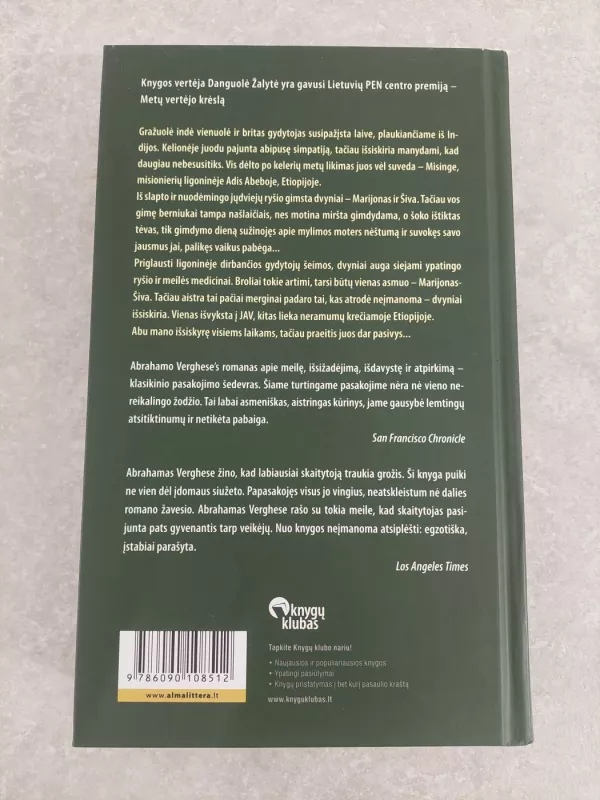 Knygos vertėja Danguolė Žalytė yra gavusi Lietuvių PEN centro premiją –
Metų vertėjo krėslą
Gražuolė indė vienuolė ir britas gydytojas susipažįsta laive, plaukiančiame iš In-
dijos. Kelionėje juodu pajunta abipusę simpatiją, tačiau išsiskiria manydami, kad
daugiau nebesusitiks. Vis dėlto po kelerių metų likimas juos vėl suveda – Misinge,
misionierių ligoninėje Adis Abeboje, Etiopijoje.
Iš slapto ir nuodėmingo jųdviejų ryšio gimsta dvyniai – Marijonas ir Šiva. Tačiau vos
gimę berniukai tampa našlaičiais, nes motina miršta gimdydama, o šoko ištiktas
tėvas, tik gimdymo dieną sužinojęs apie mylimos moters nėštumą ir suvokęs savo
jausmus jai, palikęs vaikus pabėga...
Priglausti ligoninėje dirbančios gydytojų šeimos, dvyniai auga siejami ypatingo
ryšio ir meilės medicinai. Broliai tokie artimi, tarsi būtų vienas asmuo – Marijonas-
Šiva. Tačiau aistra tai pačiai merginai padaro tai, kas atrodė neįmanoma – dvyniai
išsiskiria. Vienas išvyksta į JAV, kitas lieka neramumų krečiamoje Etiopijoje.
Abu mano išsiskyrę visiems laikams, tačiau praeitis juos dar pasivys...
Abrahamo Verghese's romanas apie meilę, išsižadėjimą, išdavystę ir atpirkimą –
klasikinio pasakojimo šedevras. Šiame turtingame pasakojime nėra nė vieno ne-
reikalingo žodžio. Tai labai asmeniškas, aistringas kūrinys, jame gausybė lemtingų
atsitiktinumų ir netikėta pabaiga.
San Francisco Chronicle
Abrahamas Verghese žino, kad labiausiai skaitytoją traukia grožis. Ši knyga puiki
ne vien dėl įdomaus siužeto. Papasakojęs visus jo vingius, neatskleistum nė dalies
romano žavesio. Abrahamas Verghese rašo su tokia meile, kad skaitytojas pasi-
junta pats gyvenantis tarp veikėjų. Nuo knygos neįmanoma atsiplėšti: egzotiška,
įstabiai parašyta.
Los Angeles Times
knygų
klubas
Tapkite Knygų klubo nariu!
• Naujausios ir populiariausios knygos
• Ypatingi pasiūlymai
• Knygų pristatymas į bet kurį pasaulio kraštą
www.knyguklubas.lt
9 786090 108512
www.almalittera.lt